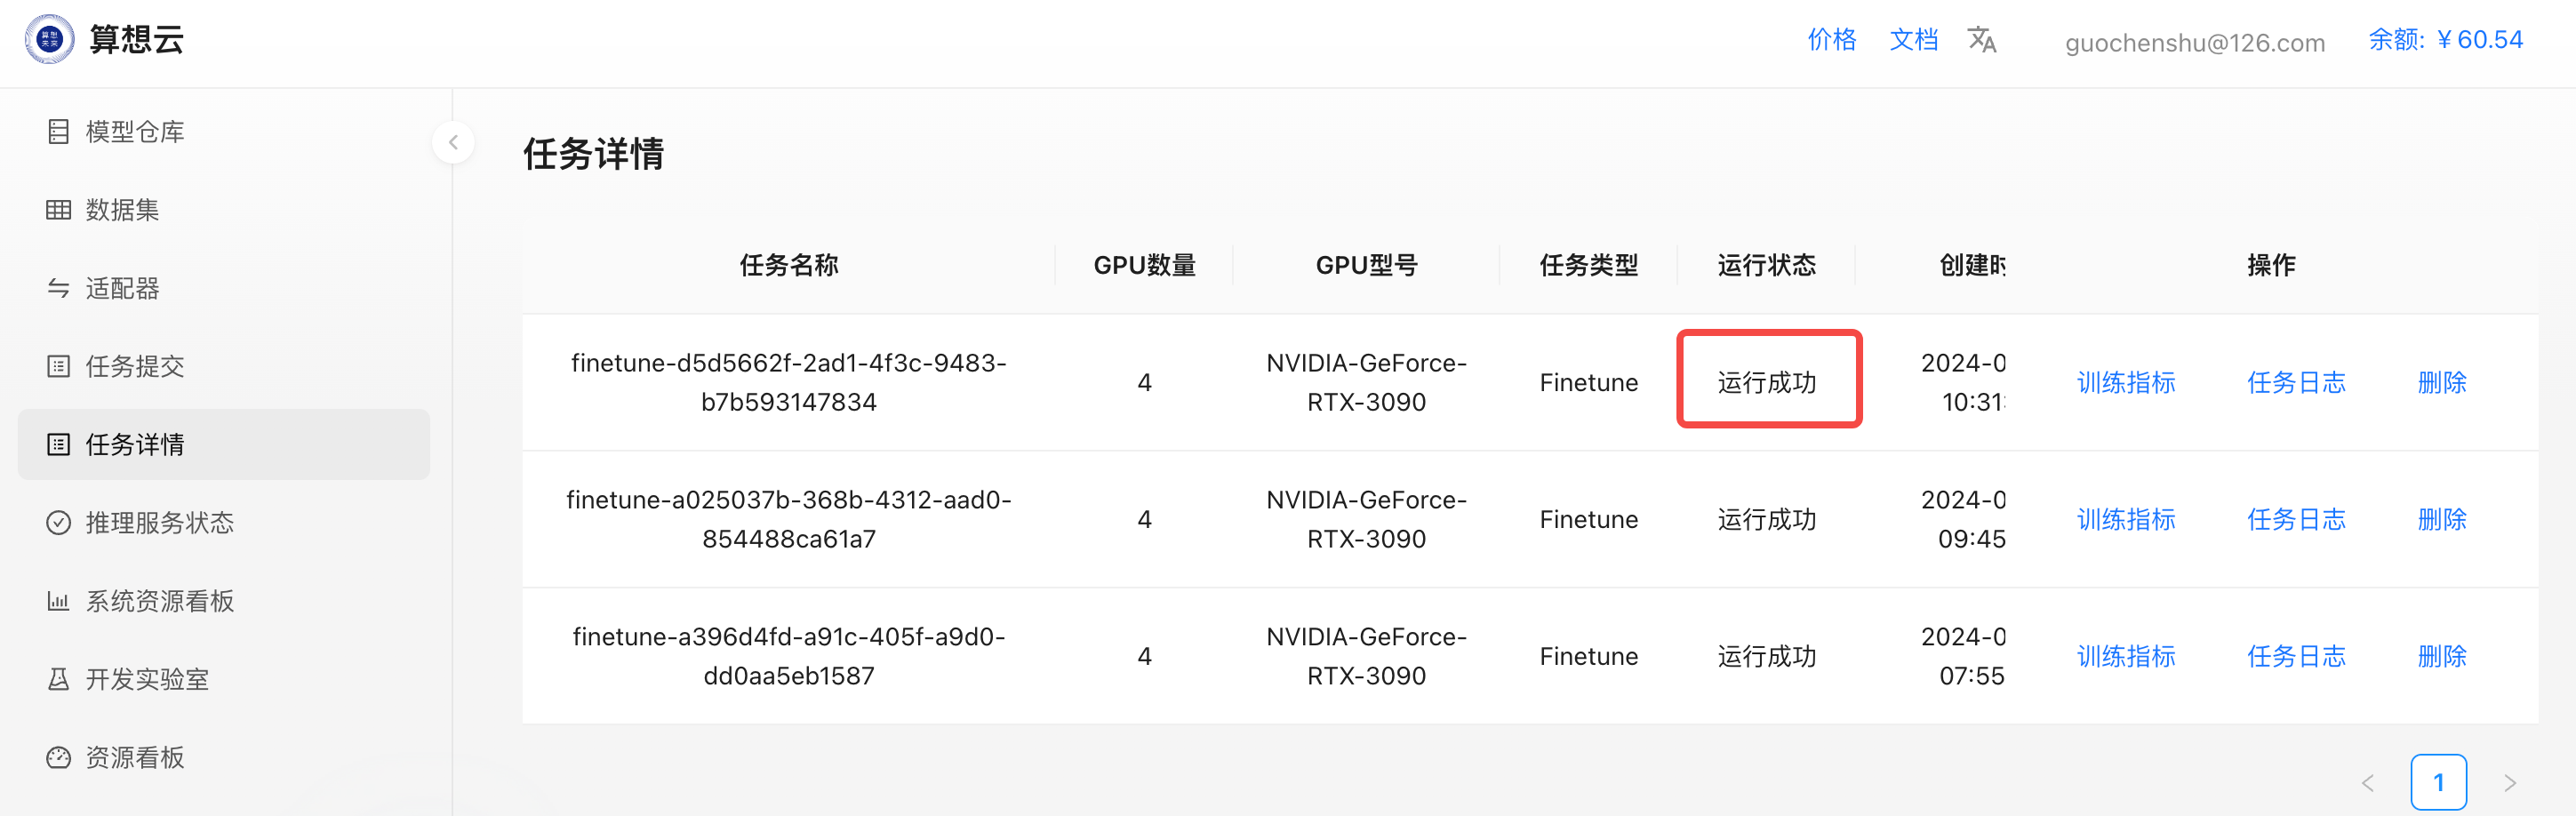 算想
未来
算想云
价格
文档
guochenshu@126.com
余额: ￥60.54
模型仓库
数据集
适配器
任务提交
任务详情
推理服务状态
系统资源看板
开发实验室
资源看板
任务详情
任务名称 GPU数量 GPU型号 任务类型 运行状态 创建时 操作
finetune-d5d5662f-2ad1-4f3c-9483-
b7b593147834
4
NVIDIA-GeForce-
RTX-3090
Finetune
运行成功
2024-0
10:31:
训练指标 任务日志 删除
finetune-a025037b-368b-4312-aad0-
854488ca61a7
4
NVIDIA-GeForce-
RTX-3090
Finetune
运行成功
2024-0
09:45
训练指标 任务日志 删除
finetune-a396d4fd-a91c-405f-a9d0-
dd0aa5eb1587
4
NVIDIA-GeForce-
RTX-3090
Finetune
运行成功
2024-0
07:55
训练指标 任务日志 删除
1